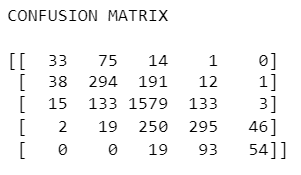 CONFUSION MATRIX
[[ 33 75 14 1 0]
[ 38 294 191 12 1]
[ 15 133 1579 133 3]
[ 2 19 250 295 46]
[ 0 0 19 93 54]]